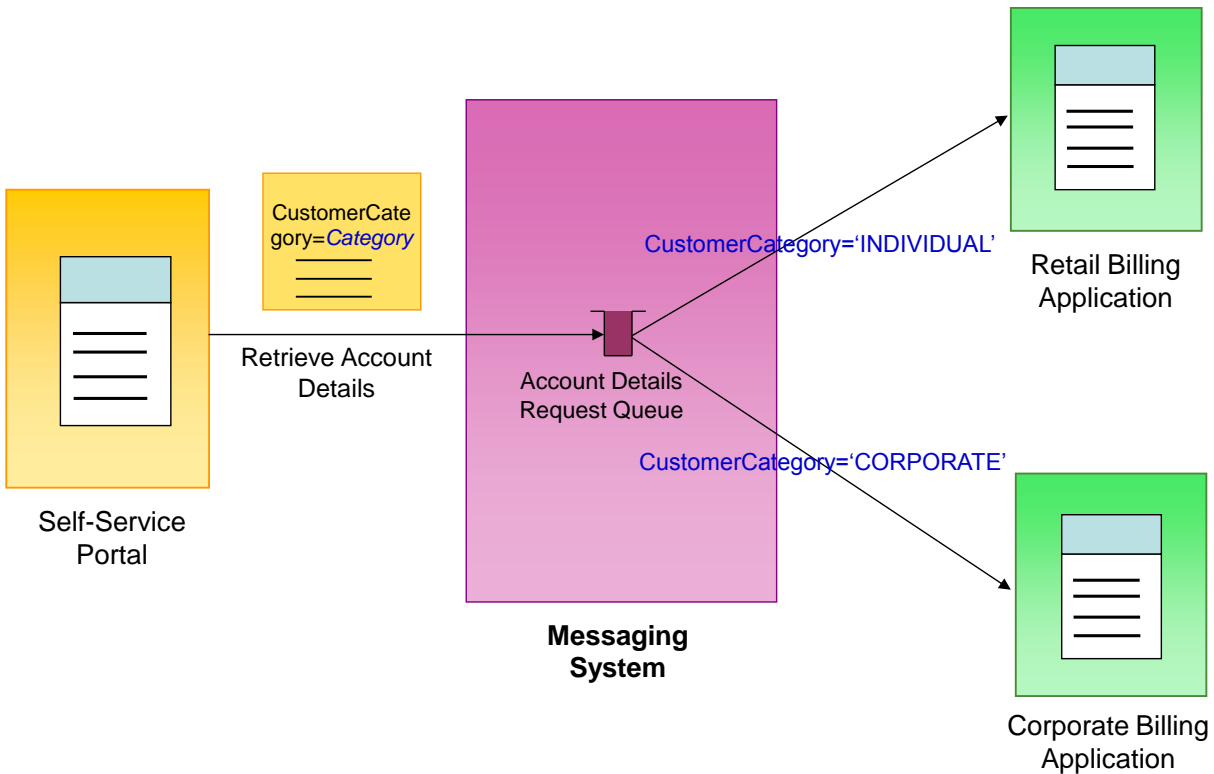 CustomerCate
gory=Category
CustomerCategory=‘INDIVIDUAL’
Retail Billing
Application
Retrieve Account
Details
Account Details
Request Queue
CustomerCategory=‘CORPORATE’
Self-Service
Portal
Messaging
System
Corporate Billing
Application